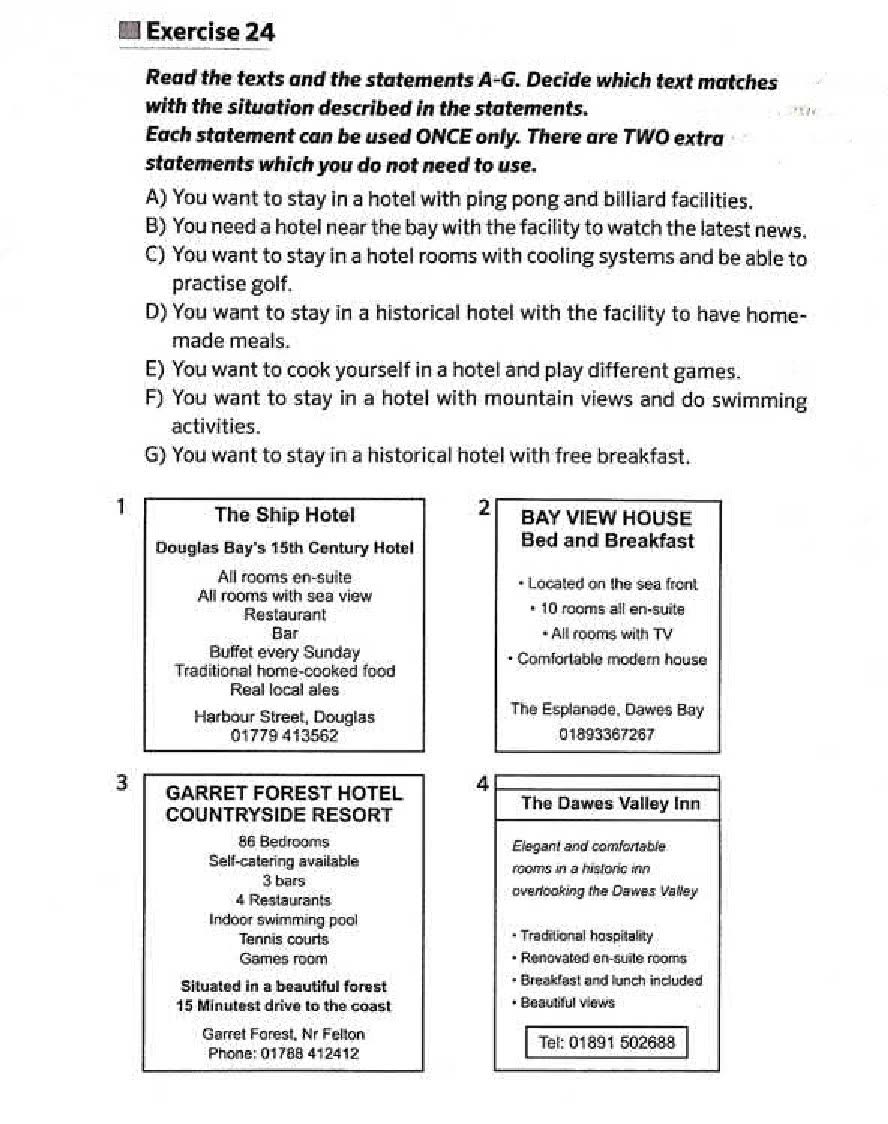 Exercise 24
Read the texts and the statements A-G. Decide which text matches
with the situation described in the statements.
Each statement can be used ONCE only. There are TWO extra
statements which you do not need to use.
A) You want to stay in a hotel with ping pong and billiard facilities.
B) You need a hotel near the bay with the facility to watch the latest news.
C) You want to stay in a hotel rooms with cooling systems and be able to
practise golf.
D) You want to stay in a historical hotel with the facility to have home-
made meals.
E) You want to cook yourself in a hotel and play different games.
F) You want to stay in a hotel with mountain views and do swimming
activities.
G) You want to stay in a historical hotel with free breakfast.
1
The Ship Hotel
Douglas Bay's 15th Century Hotel
All rooms en-suite
All rooms with sea view
Restaurant
Bar
Buffet every Sunday
Traditional home-cooked food
Real local ales
Harbour Street, Douglas
01779 413562
2
BAY VIEW HOUSE
Bed and Breakfast
• Located on the sea front
• 10 rooms all en-suite
• All rooms with TV
• Comfortable modern house
The Esplanade, Dawes Bay
01893367267
3
GARRET FOREST HOTEL
COUNTRYSIDE RESORT
86 Bedrooms
Self-catering available
3 bars
4 Restaurants
Indoor swimming pool
Tennis courts
Games room
Situated in a beautiful forest
15 Minutest drive to the coast
Garret Forest, Nr Felton
Phone: 01788 412412
4
The Dawes Valley Inn
Elegant and comfortable
rooms in a historic inn
overlooking the Dawes Valley
• Traditional hospitality
• Renovated en-suite rooms
• Breakfast and lunch included
• Beautiful views
Tel: 01891 502688